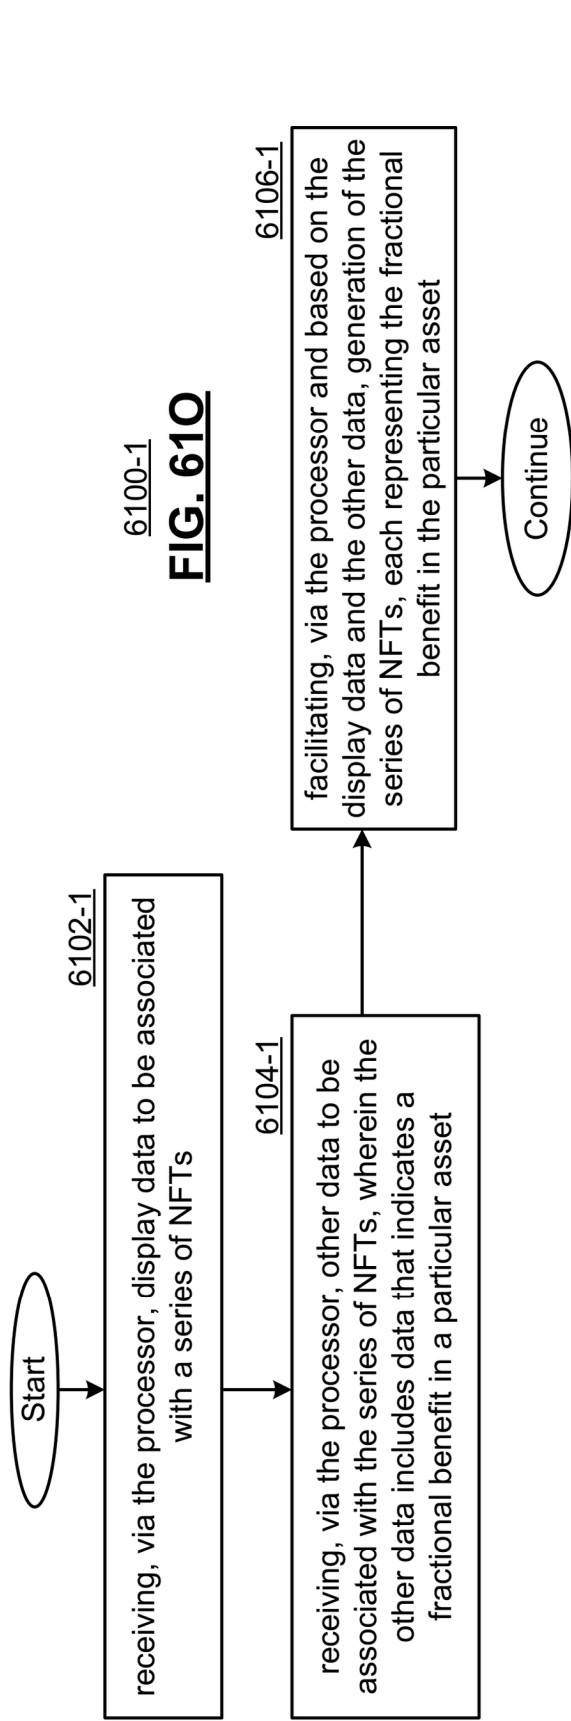 Start
6102-1
receiving, via the processor, display data to be associated
with a series of NFTs
6104-1
receiving, via the processor, other data to be
associated with the series of NFTs, wherein the
other data includes data that indicates a
fractional benefit in a particular asset
6100-1
FIG. 61O
6106-1
facilitating, via the processor and based on the
display data and the other data, generation of the
series of NFTs, each representing the fractional
benefit in the particular asset
Continue